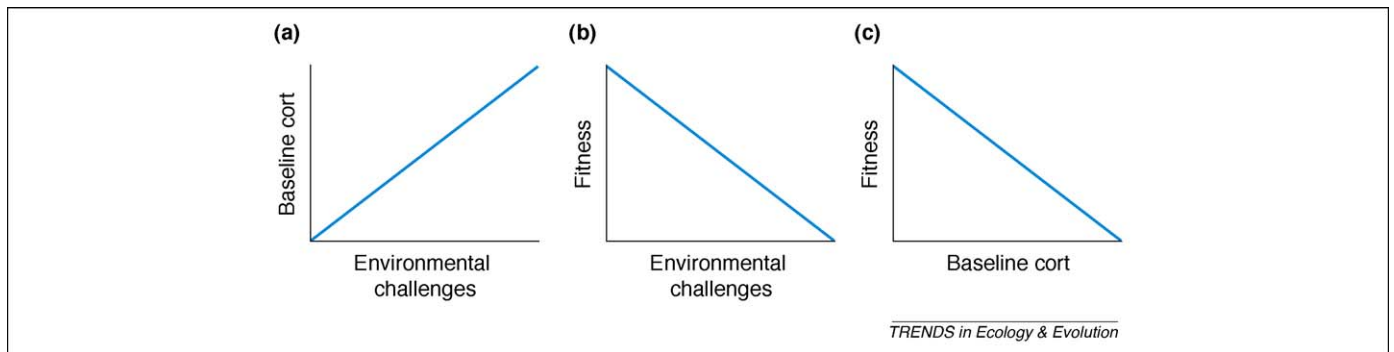 (a)
Baseline cort
Environmental
challenges
(b)
Fitness
Environmental
challenges
(c)
Fitness
Baseline cort
TRENDS in Ecology & Evolution